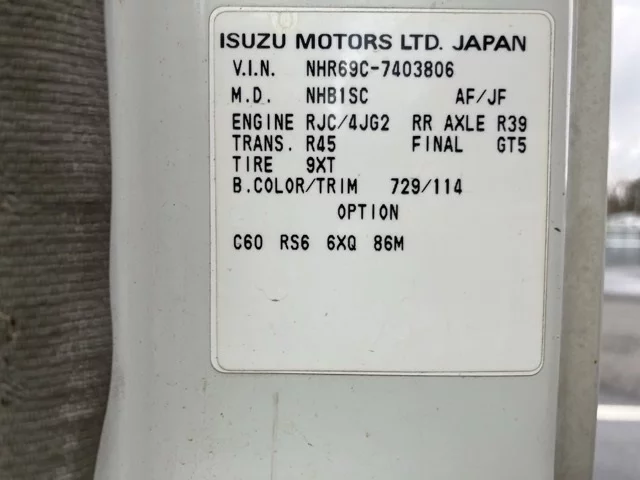 ISUZU MOTORS LTD. JAPAN
V.I.N. NHR69C-7403806
M.D. NHB1SC AF/JF
ENGINE RJC/4JG2 RR AXLE R39
TRANS. R45 FINAL GT5
TIRE 9XT
B.COLOR/TRIM 729/114
OPTION
C60 RS6 6XQ 86M